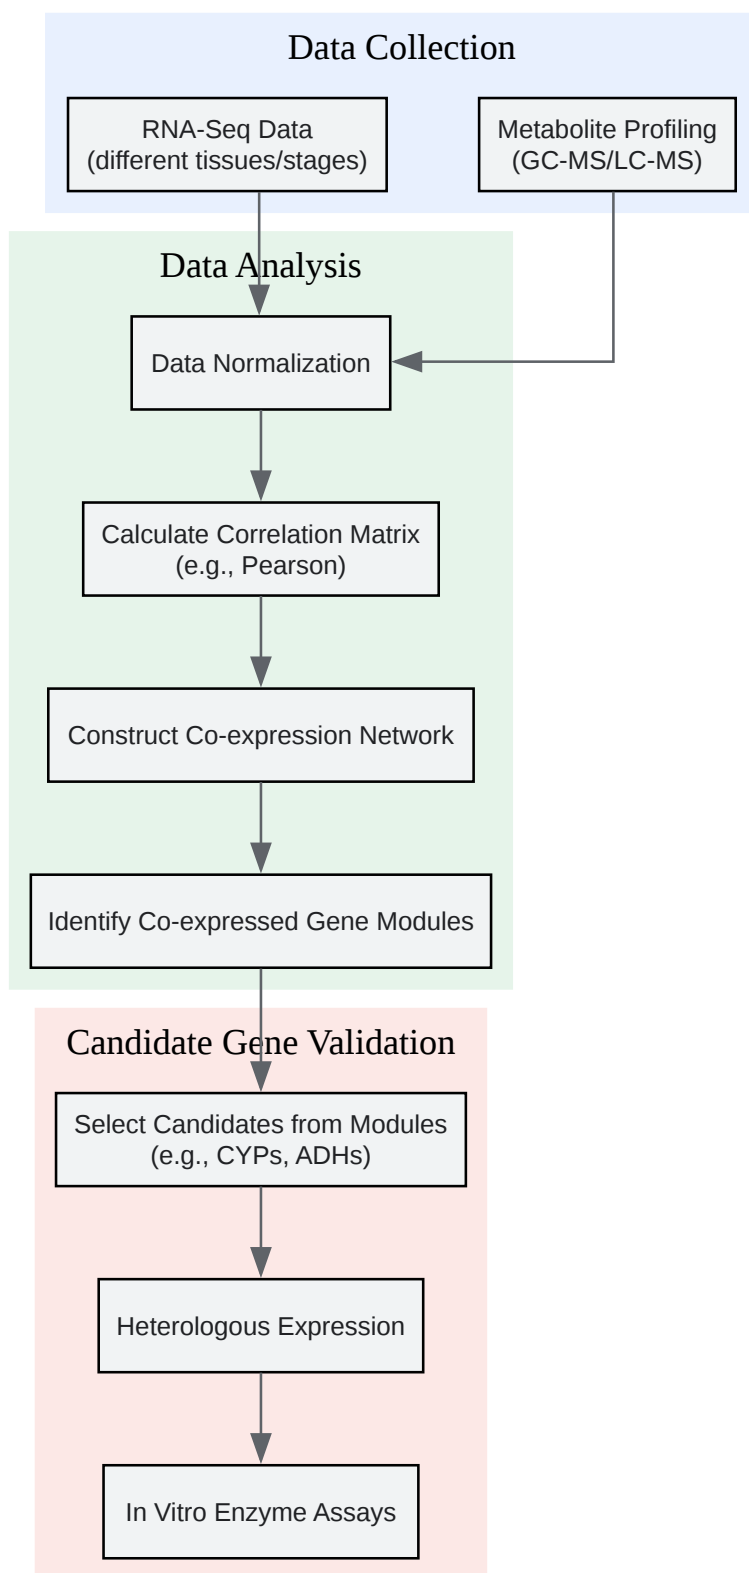 Data Collection
RNA-Seq Data
(different tissues/stages)
Metabolite Profiling
(GC-MS/LC-MS)
Data Analysis
Data Normalization
Calculate Correlation Matrix
(e.g., Pearson)
Construct Co-expression Network
Identify Co-expressed Gene Modules
Candidate Gene Validation
Select Candidates from Modules
(e.g., CYPs, ADHs)
Heterologous Expression
In Vitro Enzyme Assays